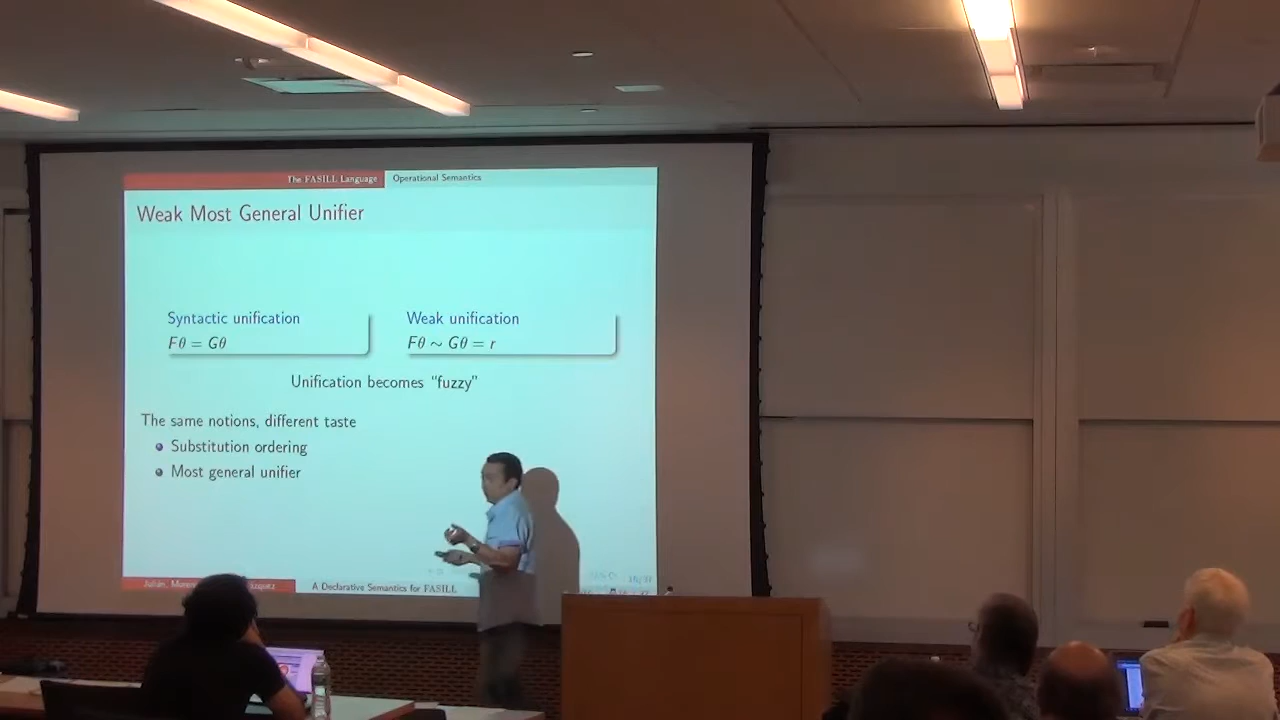 The FASILL Language
Operational Semantics
Weak Most General Unifier
Syntactic unification
Fθ = Gθ
Weak unification
Fθ ∼ Gθ = r
Unification becomes “fuzzy”
The same notions, different taste
Substitution ordering
Most general unifier
A Declarative Semantics for FASILL